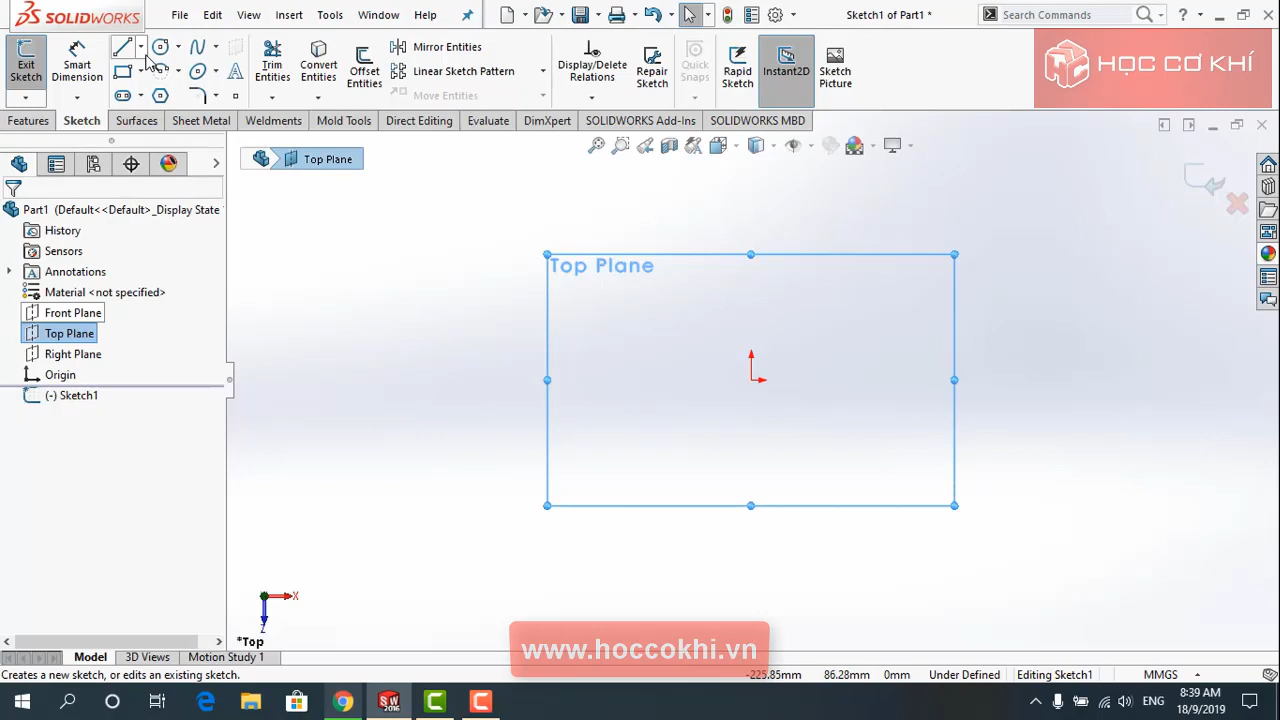 SOLIDWORKS
File Edit View Insert Tools Window Help
Sketch1 of Part1 *
Search Commands
Exit Sketch
Smart Dimension
Trim Entities
Convert Entities
Offset Entities
Mirror Entities
Linear Sketch Pattern
Move Entities
Display/Delete Relations
Repair Sketch
Quick Snaps
Rapid Sketch
Instant2D
Sketch Picture
HỌC CƠ KHÍ
Features Sketch Surfaces Sheet Metal Weldments Mold Tools Direct Editing Evaluate DimXpert SOLIDWORKS Add-Ins SOLIDWORKS MBD
Top Plane
Part1 (Default<<Default>_Display State
History
Sensors
Annotations
Material <not specified>
Front Plane
Top Plane
Right Plane
Origin
(-) Sketch1
Top Plane
X
Z
*Top
www.hoccokhi.vn
Model 3D Views Motion Study 1
Creates a new sketch, or edits an existing sketch.
-225.85mm 86.28mm 0mm Under Defined Editing Sketch1 MMGS
SW 2016
ENG
8:39 AM
18/9/2019